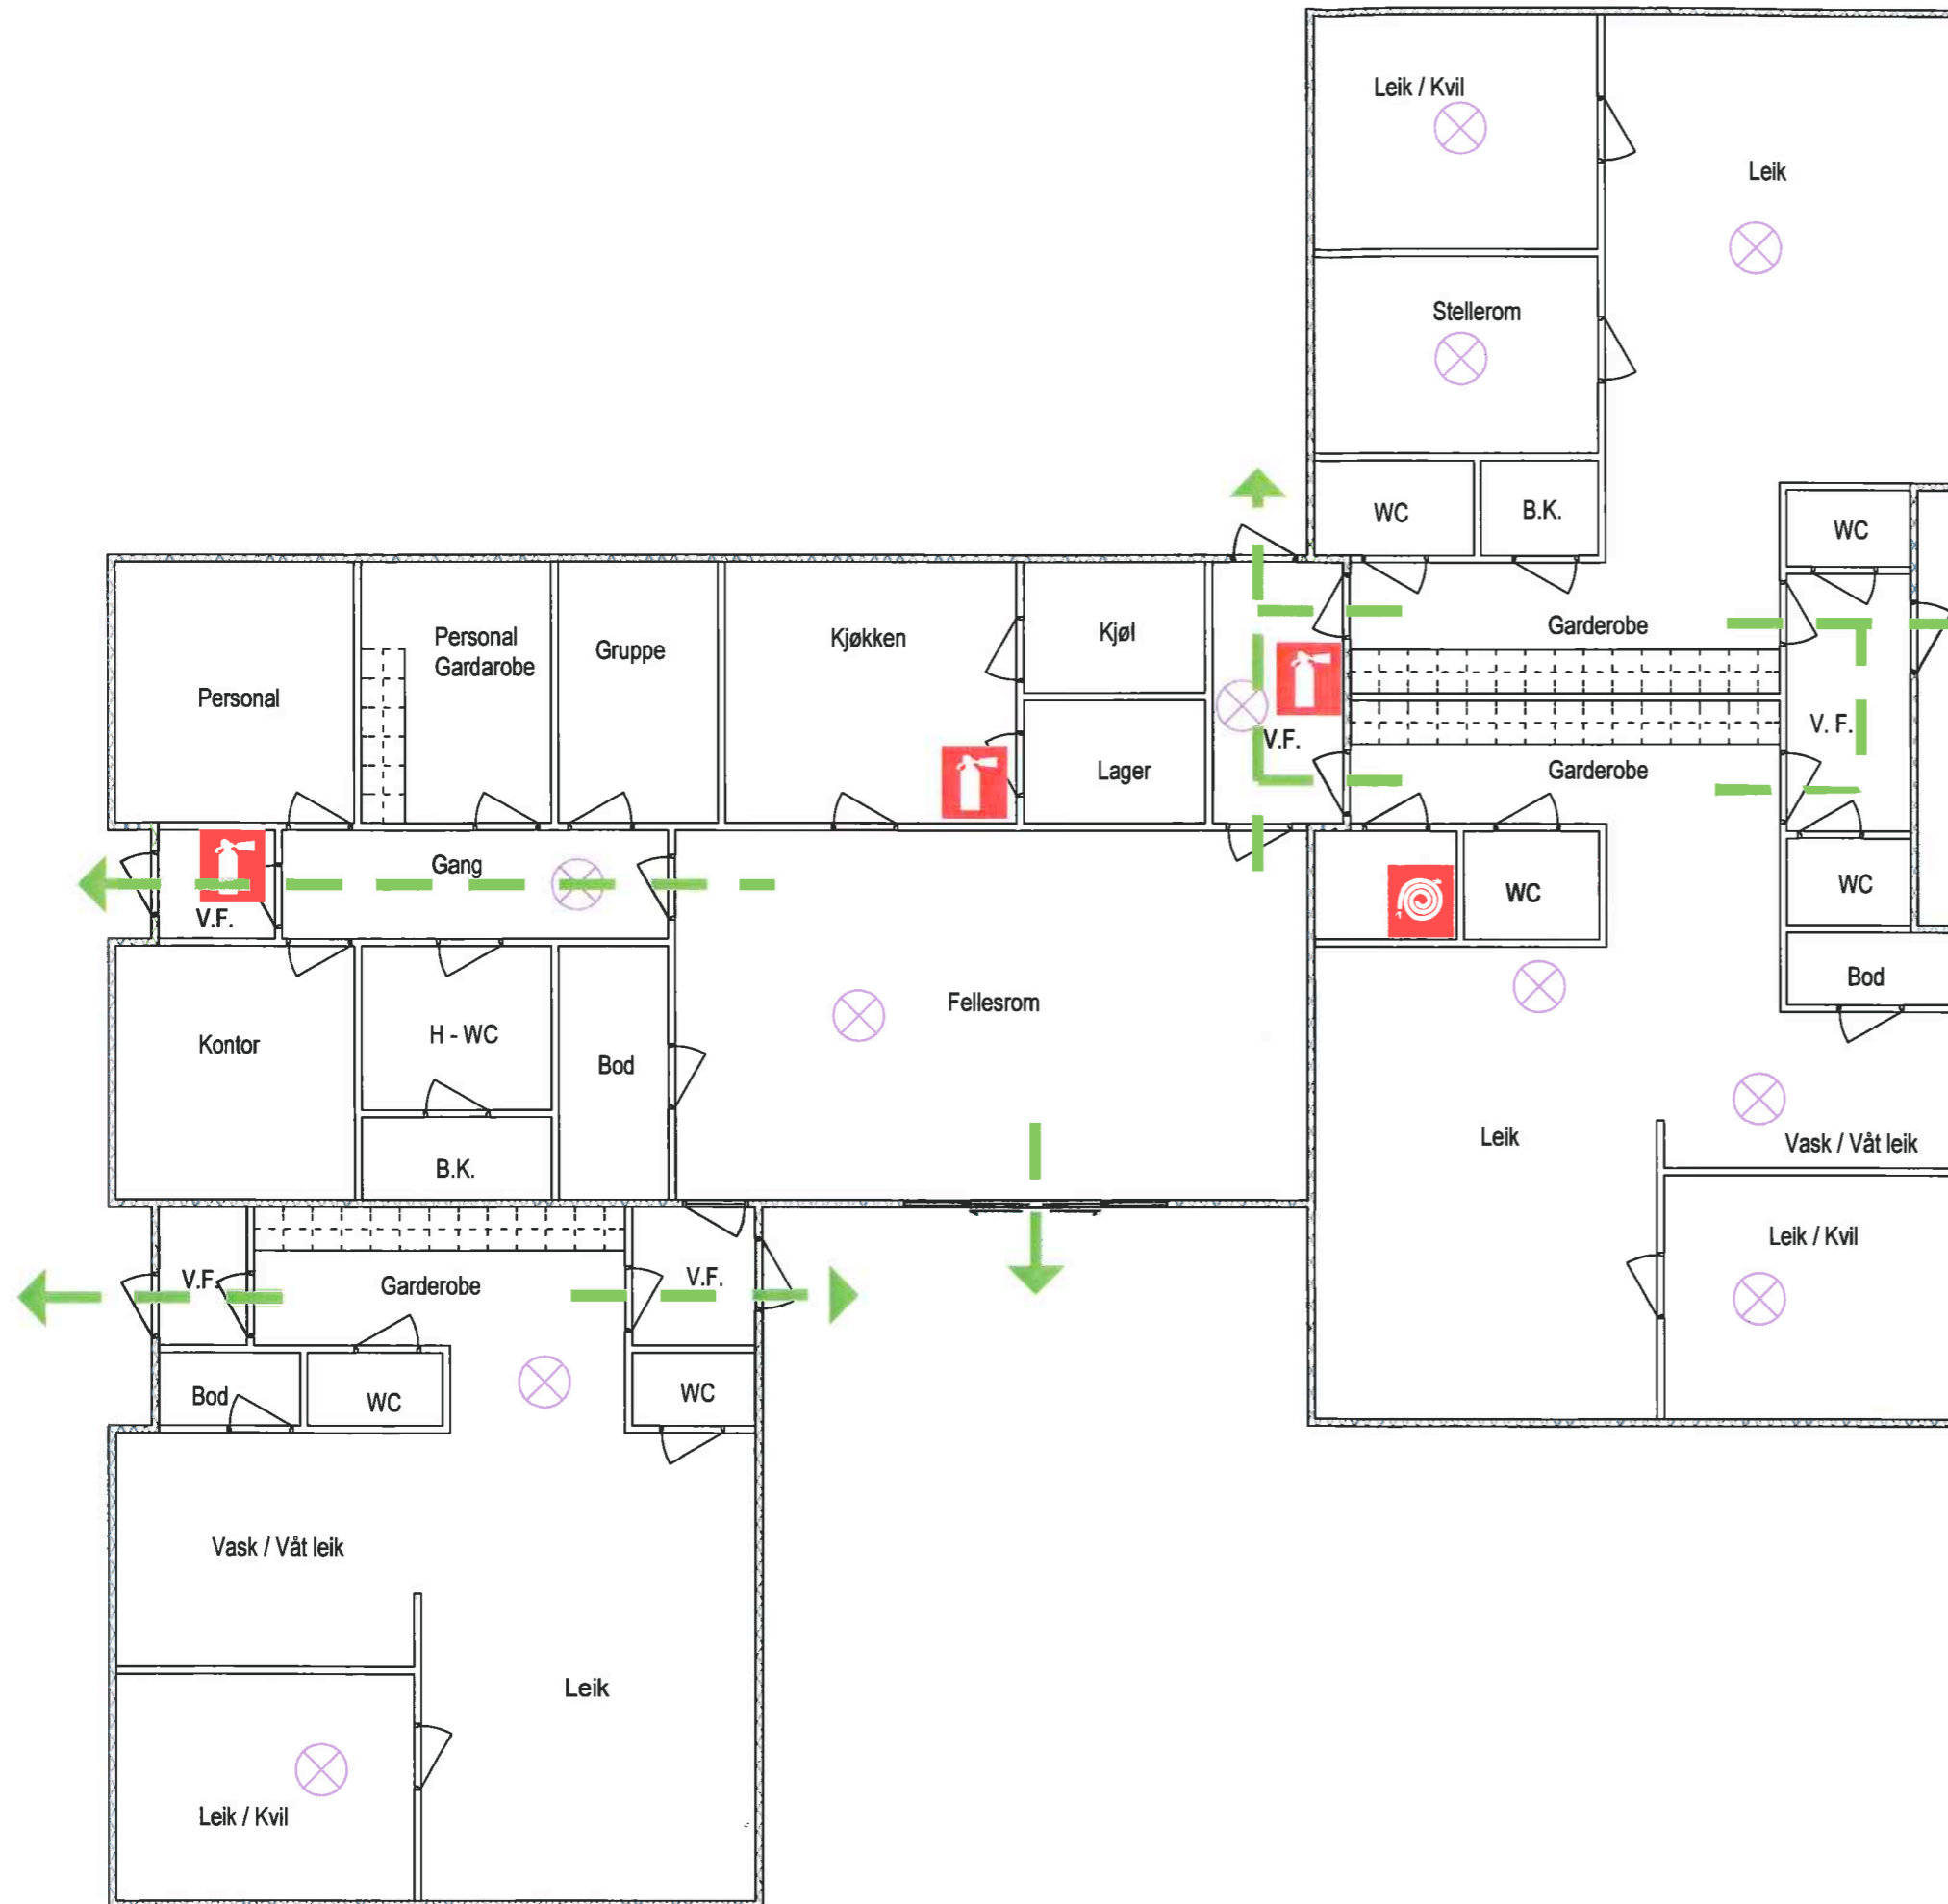 Leik / Kvil
Leik
Stellerom
WC
B.K.
WC
Personal
Personal
Gardarobe
Gruppe
Kjøkken
Kjøl
Garderobe
Lager
V.F.
V. F.
Garderobe
Gang
V.F.
WC
WC
Kontor
H - WC
Bod
Fellesrom
Bod
B.K.
Leik
Vask / Våt leik
Leik / Kvil
V.F.
Garderobe
V.F.
Bod
WC
WC
Vask / Våt leik
Leik
Leik / Kvil